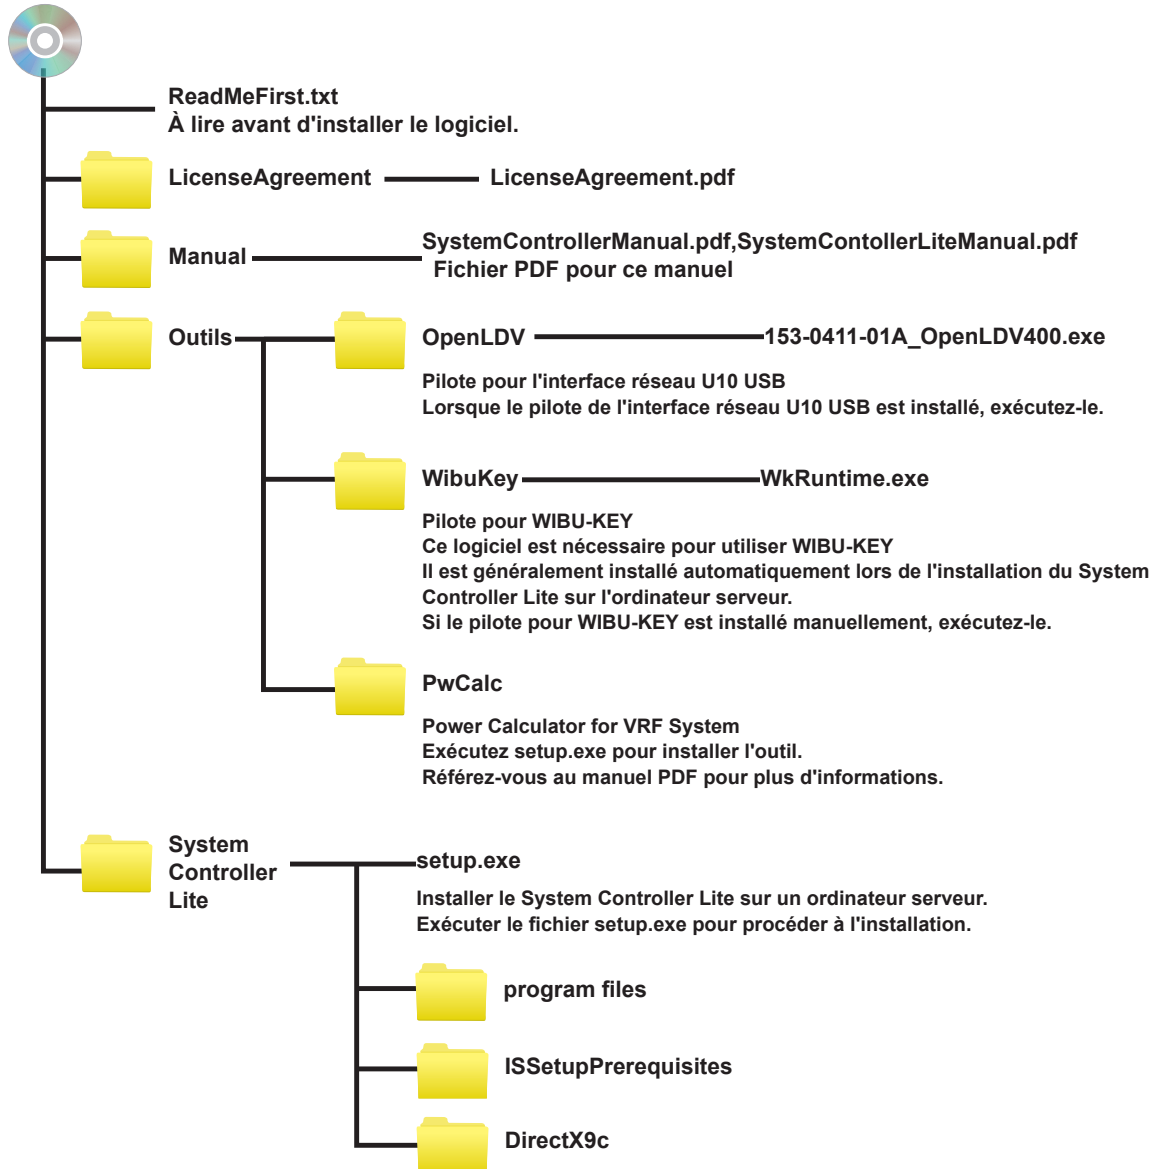 ReadMeFirst.txt
À lire avant d'installer le logiciel.
LicenseAgreement
LicenseAgreement.pdf
Manual
SystemControllerManual.pdf,SystemContollerLiteManual.pdf
Fichier PDF pour ce manuel
Outils
OpenLDV
153-0411-01A_OpenLDV400.exe
Pilote pour l'interface réseau U10 USB
Lorsque le pilote de l'interface réseau U10 USB est installé, exécutez-le.
WibuKey
WkRuntime.exe
Pilote pour WIBU-KEY
Ce logiciel est nécessaire pour utiliser WIBU-KEY
Il est généralement installé automatiquement lors de l'installation du System
Controller Lite sur l'ordinateur serveur.
Si le pilote pour WIBU-KEY est installé manuellement, exécutez-le.
PwCalc
Power Calculator for VRF System
Exécutez setup.exe pour installer l'outil.
Référez-vous au manuel PDF pour plus d'informations.
System
Controller
Lite
setup.exe
Installer le System Controller Lite sur un ordinateur serveur.
Exécuter le fichier setup.exe pour procéder à l'installation.
program files
ISSetupPrerequisites
DirectX9c